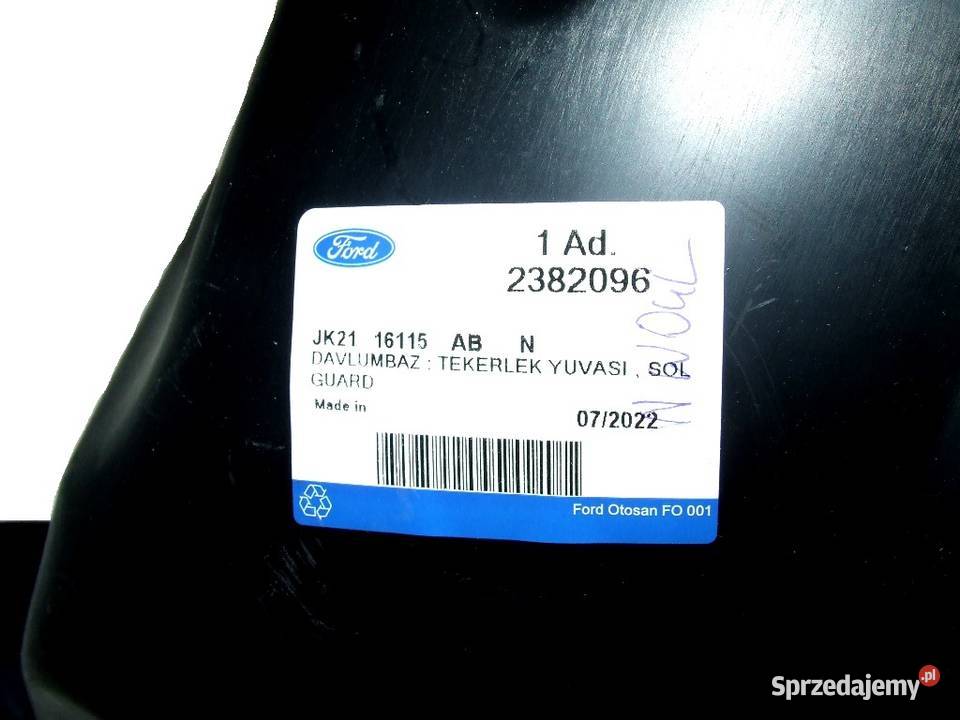 Ford
1 Ad.
2382096
JK21 16115 AB N
DAVLUMBAZ : TEKERLEK YUVASI , SOL
GUARD
Made in
07/2022
Ford Otosan FO 001
Sprzedajemy.pl